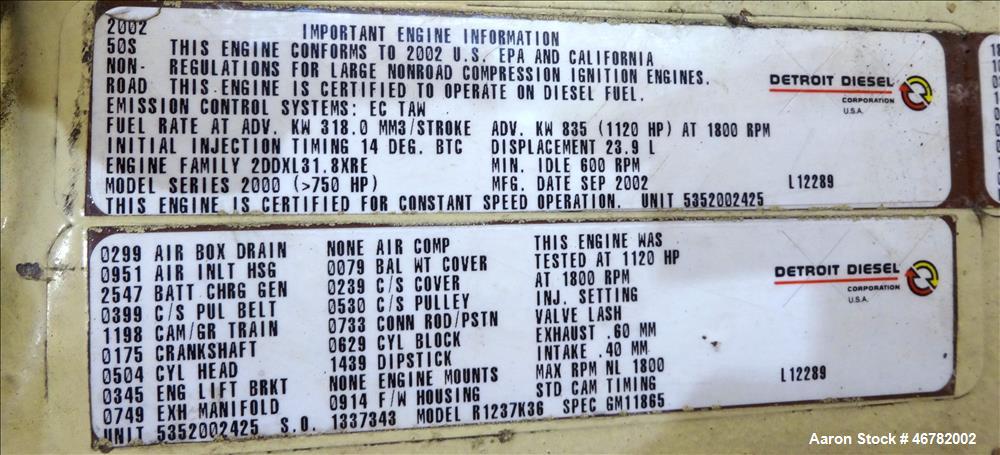 2002 IMPORTANT ENGINE INFORMATION
50S THIS ENGINE CONFORMS TO 2002 U.S. EPA AND CALIFORNIA
NON- REGULATIONS FOR LARGE NONROAD COMPRESSION IGNITION ENGINES.
ROAD THIS ENGINE IS CERTIFIED TO OPERATE ON DIESEL FUEL.
EMISSION CONTROL SYSTEMS: EC TAW
FUEL RATE AT ADV. KW 318.0 MM3/STROKE ADV. KW 835 (1120 HP) AT 1800 RPM
INITIAL INJECTION TIMING 14 DEG. BTC DISPLACEMENT 23.9 L
ENGINE FAMILY 2DDXL31.8XRE MIN. IDLE 600 RPM
MODEL SERIES 2000 (>750 HP) MFG. DATE SEP 2002 L12289
THIS ENGINE IS CERTIFIED FOR CONSTANT SPEED OPERATION. UNIT 5352002425
DETROIT DIESEL
CORPORATION
U.S.A.
0299 AIR BOX DRAIN NONE AIR COMP THIS ENGINE WAS
0951 AIR INLT HSG 0079 BAL WT COVER TESTED AT 1120 HP
2547 BATT CHRG GEN 0239 C/S COVER AT 1800 RPM
0399 C/S PUL BELT 0530 C/S PULLEY INJ. SETTING
1198 CAM/GR TRAIN 0733 CONN ROD/PSTN VALVE LASH
0175 CRANKSHAFT 0629 CYL BLOCK EXHAUST .60 MM
0504 CYL HEAD 1439 DIPSTICK INTAKE .40 MM
0345 ENG LIFT BRKT NONE ENGINE MOUNTS MAX RPM NL 1800
0749 EXH MANIFOLD 0914 F/W HOUSING STD CAM TIMING L12289
UNIT 5352002425 S.O. 1337343 MODEL R1237K36 SPEC GM11865
DETROIT DIESEL
CORPORATION
U.S.A.
Aaron Stock # 46782002